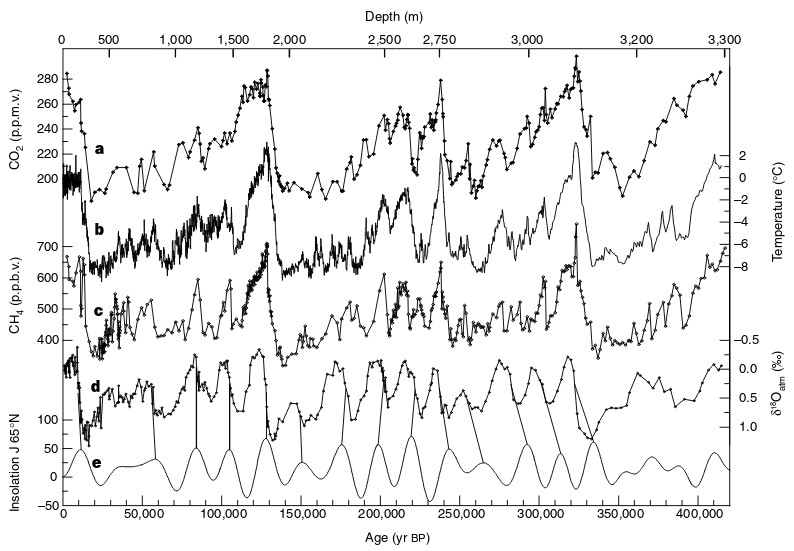 Depth (m)
0 500 1,000 1,500 2,000 2,500 2,750 3,000 3,200 3,300
CO2 (p.p.m.v.)
280
260
240
220
200
a
Temperature (°C)
2
0
−2
−4
−6
−8
b
CH4 (p.p.b.v.)
700
600
500
400
c
δ18Oatm (‰)
−0.5
0.0
0.5
1.0
d
Insolation J 65°N
100
50
0
−50
e
0 50,000 100,000 150,000 200,000 250,000 300,000 350,000 400,000
Age (yr BP)